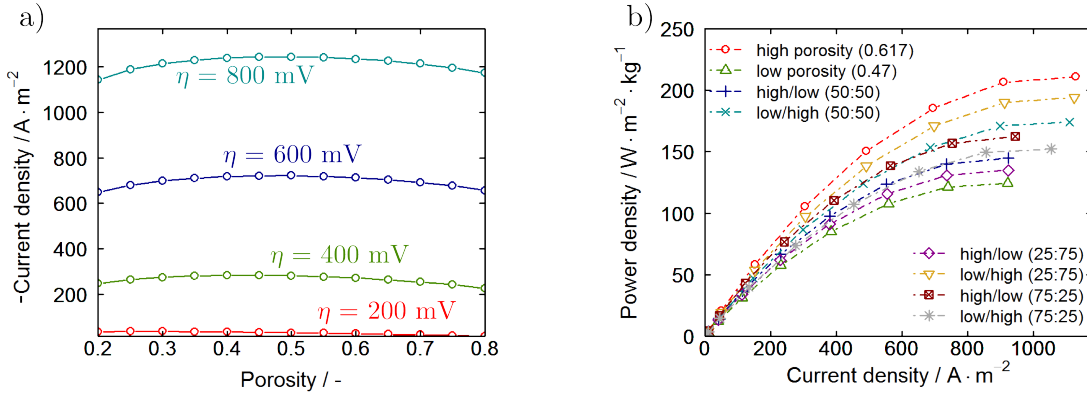 a)
-Current density / A · m⁻²
1200
1000
800
600
400
200
η = 800 mV
η = 600 mV
η = 400 mV
η = 200 mV
0.2 0.3 0.4 0.5 0.6 0.7 0.8
Porosity / -
b)
Power density / W · m⁻² · kg⁻¹
250
200
150
100
50
0
high porosity (0.617)
low porosity (0.47)
high/low (50:50)
low/high (50:50)
high/low (25:75)
low/high (25:75)
high/low (75:25)
low/high (75:25)
0 200 400 600 800 1000
Current density / A · m⁻²